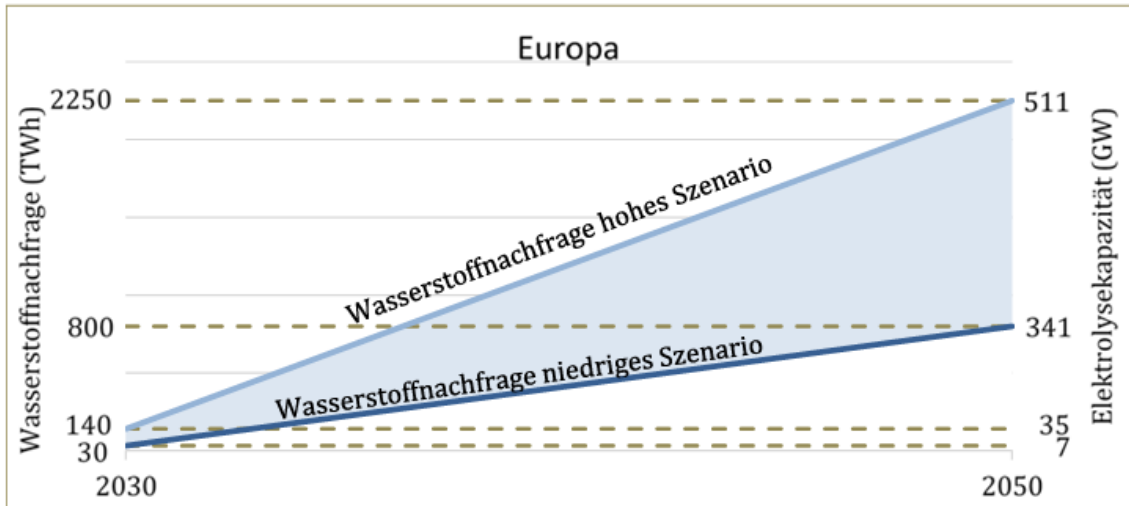 Europa
Wasserstoffnachfrage (TWh)
2250
800
140
30
Wasserstoffnachfrage hohes Szenario
Wasserstoffnachfrage niedriges Szenario
511
341
35
7
Elektrolysekapazität (GW)
2030
2050